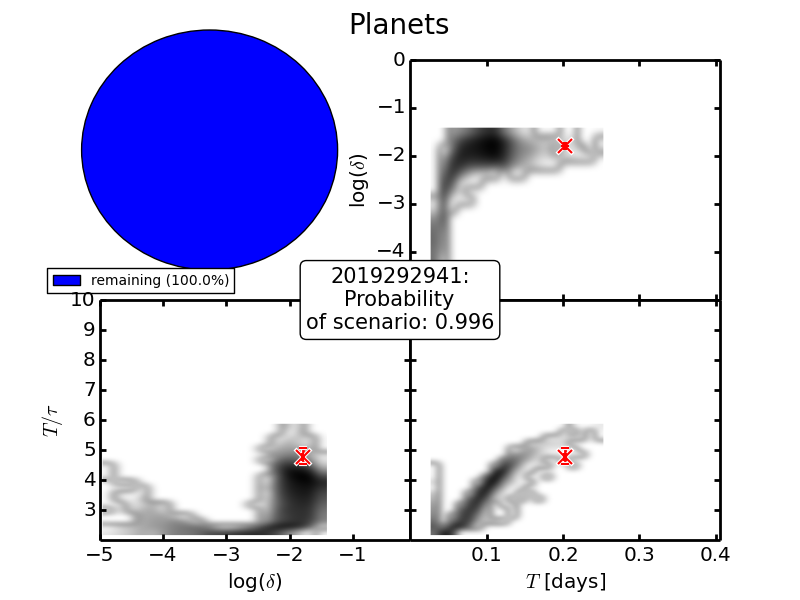 Planets
0
−1
−2
−3
−4
log(δ)
remaining (100.0%)
2019292941:
Probability
of scenario: 0.996
10
9
8
7
6
5
4
3
T/τ
−5 −4 −3 −2 −1
log(δ)
0.1 0.2 0.3 0.4
T [days]